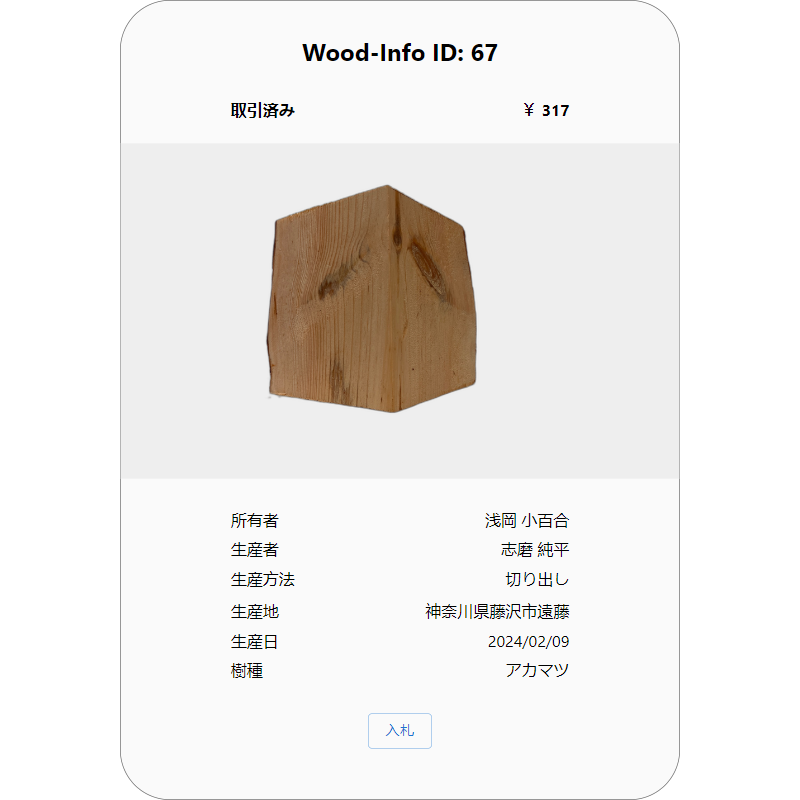 Wood-Info ID: 67
取引済み ￥ 317
所有者 浅岡 小百合
生産者 志磨 純平
生産方法 切り出し
生産地 神奈川県藤沢市遠藤
生産日 2024/02/09
樹種 アカマツ
入札